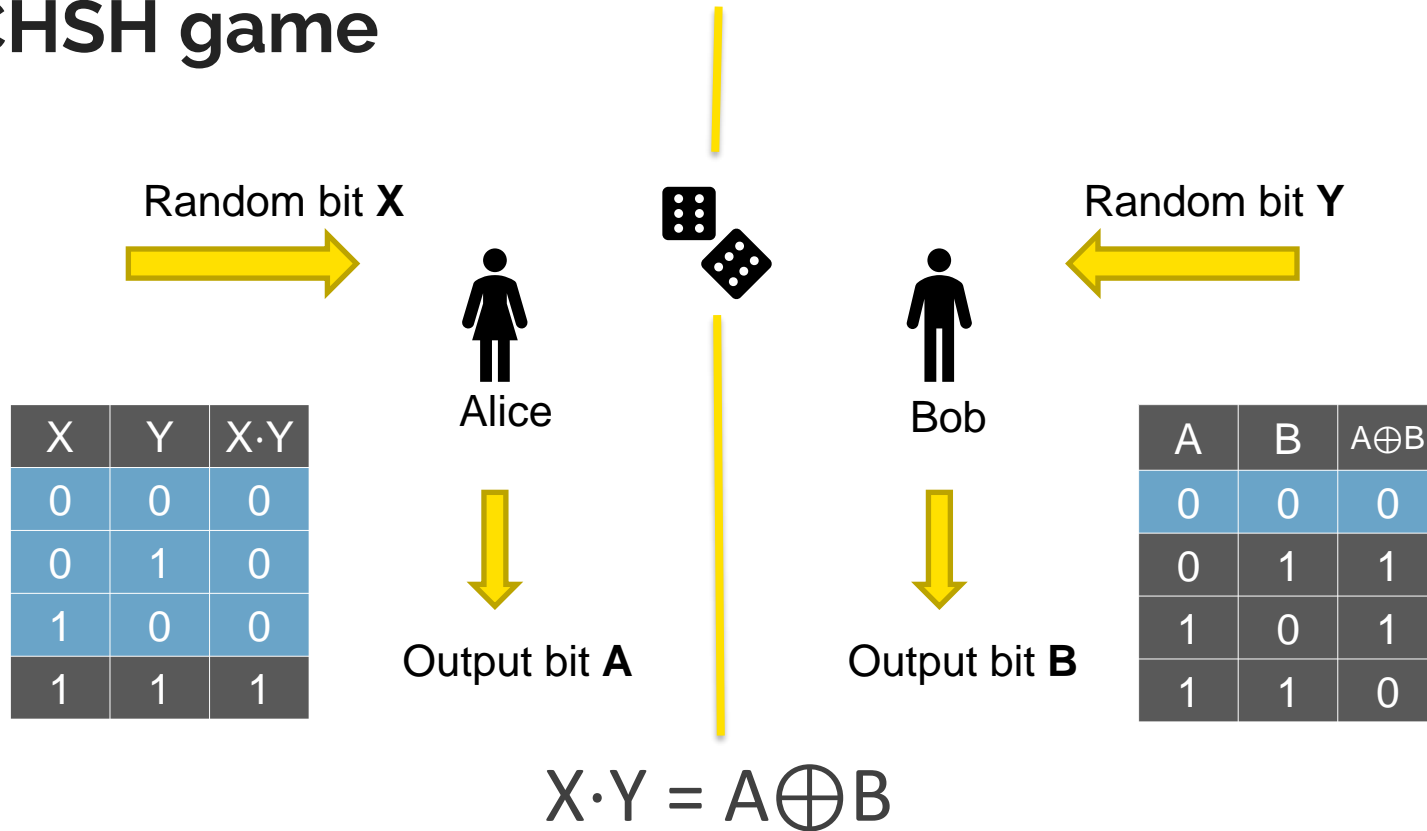 CHSH game
Random bit X
Random bit Y
Alice
Bob
X Y X·Y
0 0 0
0 1 0
1 0 0
1 1 1
A B A⊕B
0 0 0
0 1 1
1 0 1
1 1 0
Output bit A
Output bit B
X·Y = A⊕B